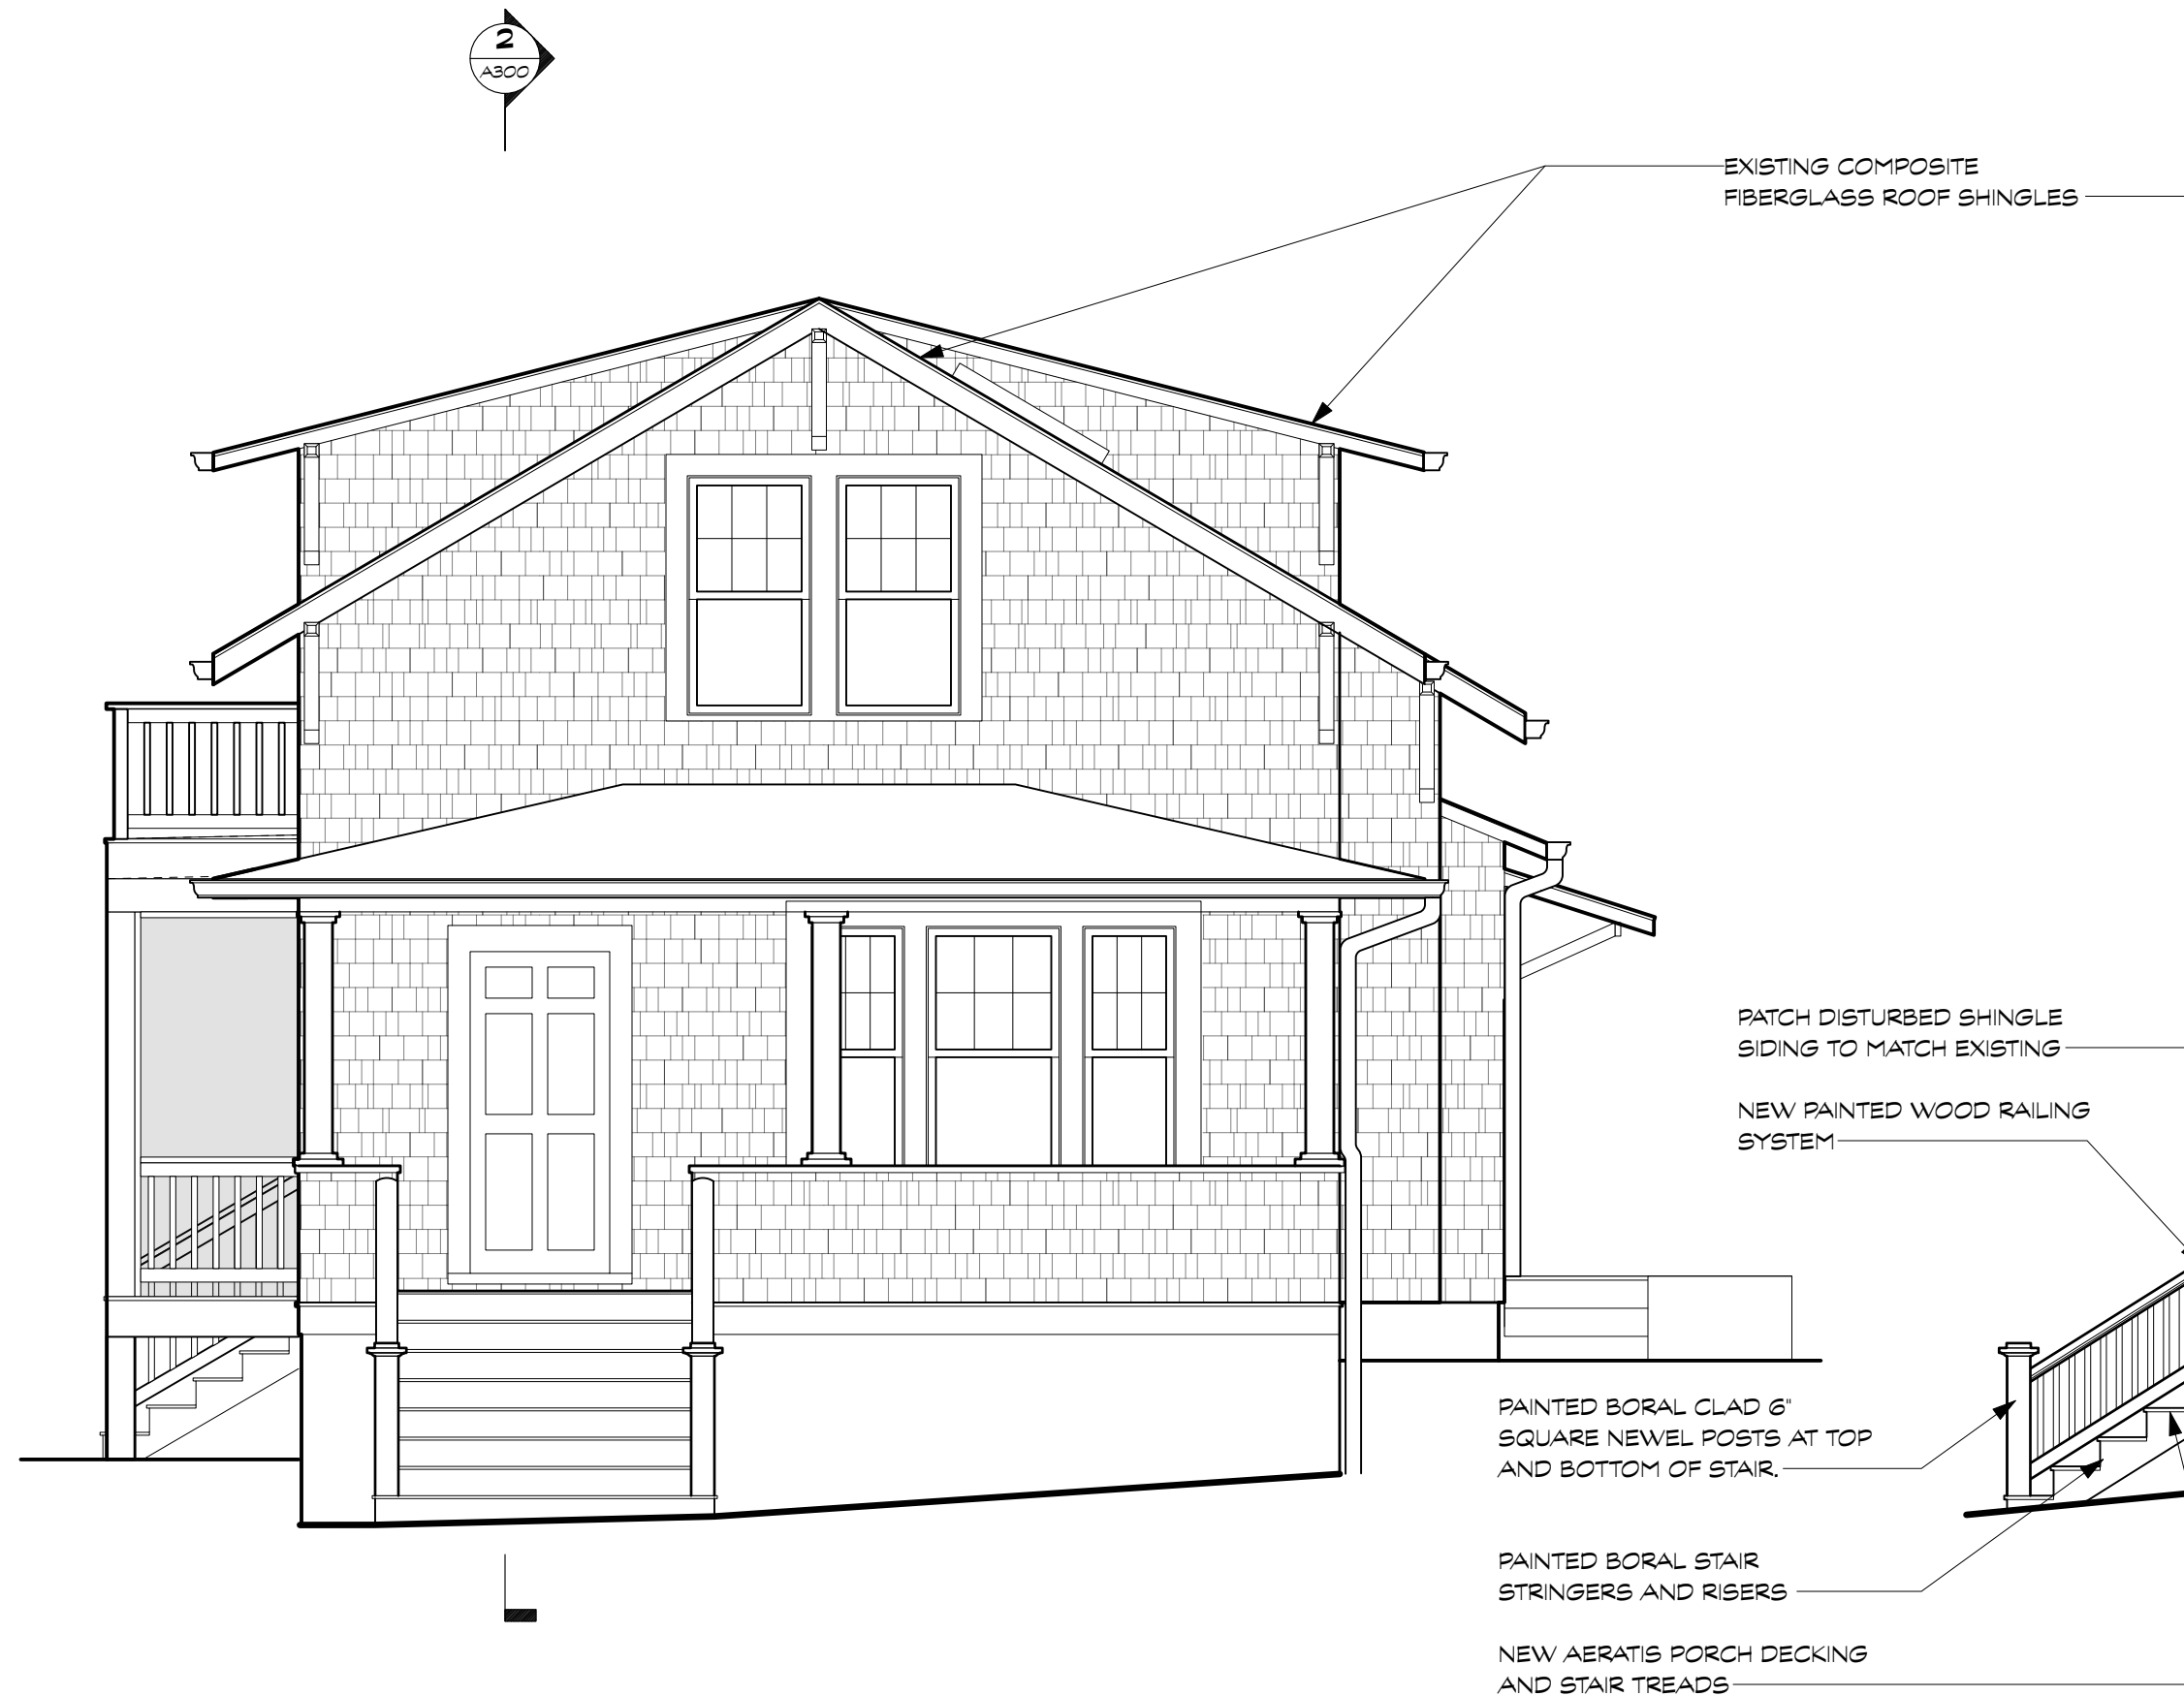 2
A300
EXISTING COMPOSITE
FIBERGLASS ROOF SHINGLES
PATCH DISTURBED SHINGLE
SIDING TO MATCH EXISTING
NEW PAINTED WOOD RAILING
SYSTEM
PAINTED BORAL CLAD 6"
SQUARE NEWEL POSTS AT TOP
AND BOTTOM OF STAIR.
PAINTED BORAL STAIR
STRINGERS AND RISERS
NEW AERATIS PORCH DECKING
AND STAIR TREADS